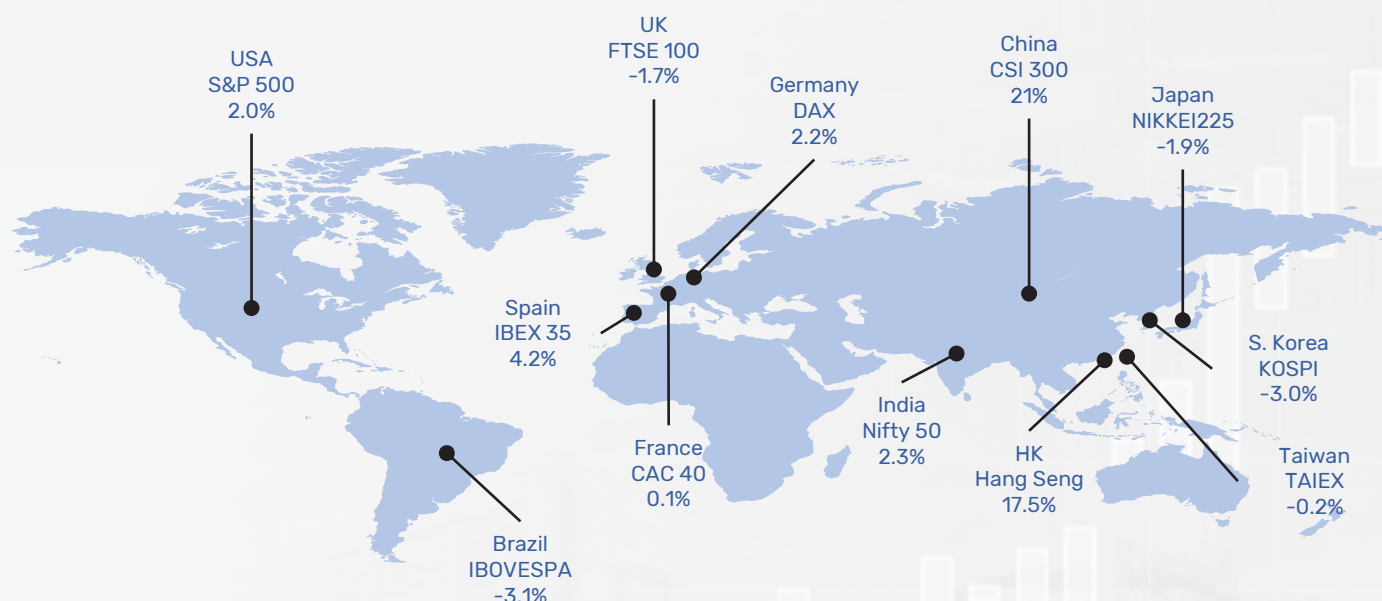 USA
S&P 500
2.0%
UK
FTSE 100
-1.7%
Germany
DAX
2.2%
China
CSI 300
21%
Japan
NIKKEI225
-1.9%
Spain
IBEX 35
4.2%
France
CAC 40
0.1%
India
Nifty 50
2.3%
HK
Hang Seng
17.5%
S. Korea
KOSPI
-3.0%
Taiwan
TAIEX
-0.2%
Brazil
IBOVESPA
-3.1%